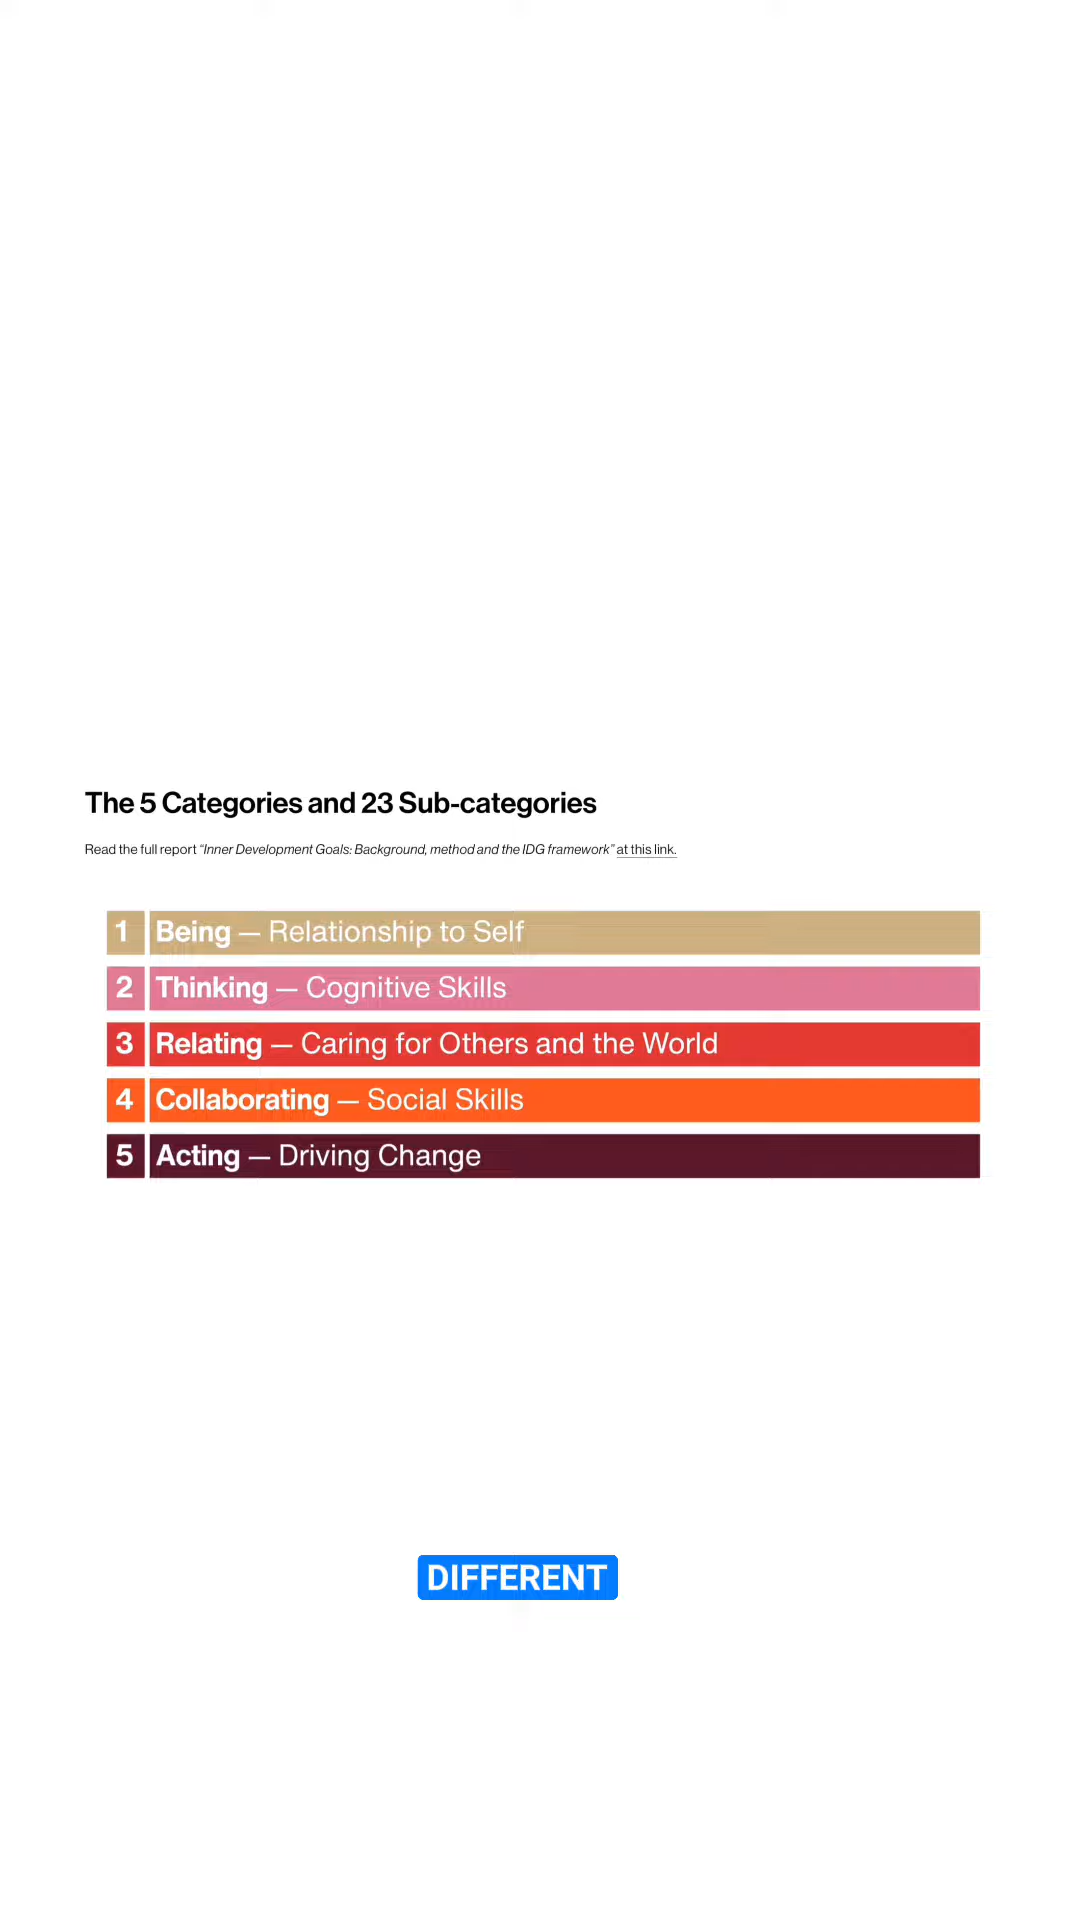 The 5 Categories and 23 Sub-categories
Read the full report “Inner Development Goals: Background, method and the IDG framework” at this link.
1 Being — Relationship to Self
2 Thinking — Cognitive Skills
3 Relating — Caring for Others and the World
4 Collaborating — Social Skills
5 Acting — Driving Change
DIFFERENT